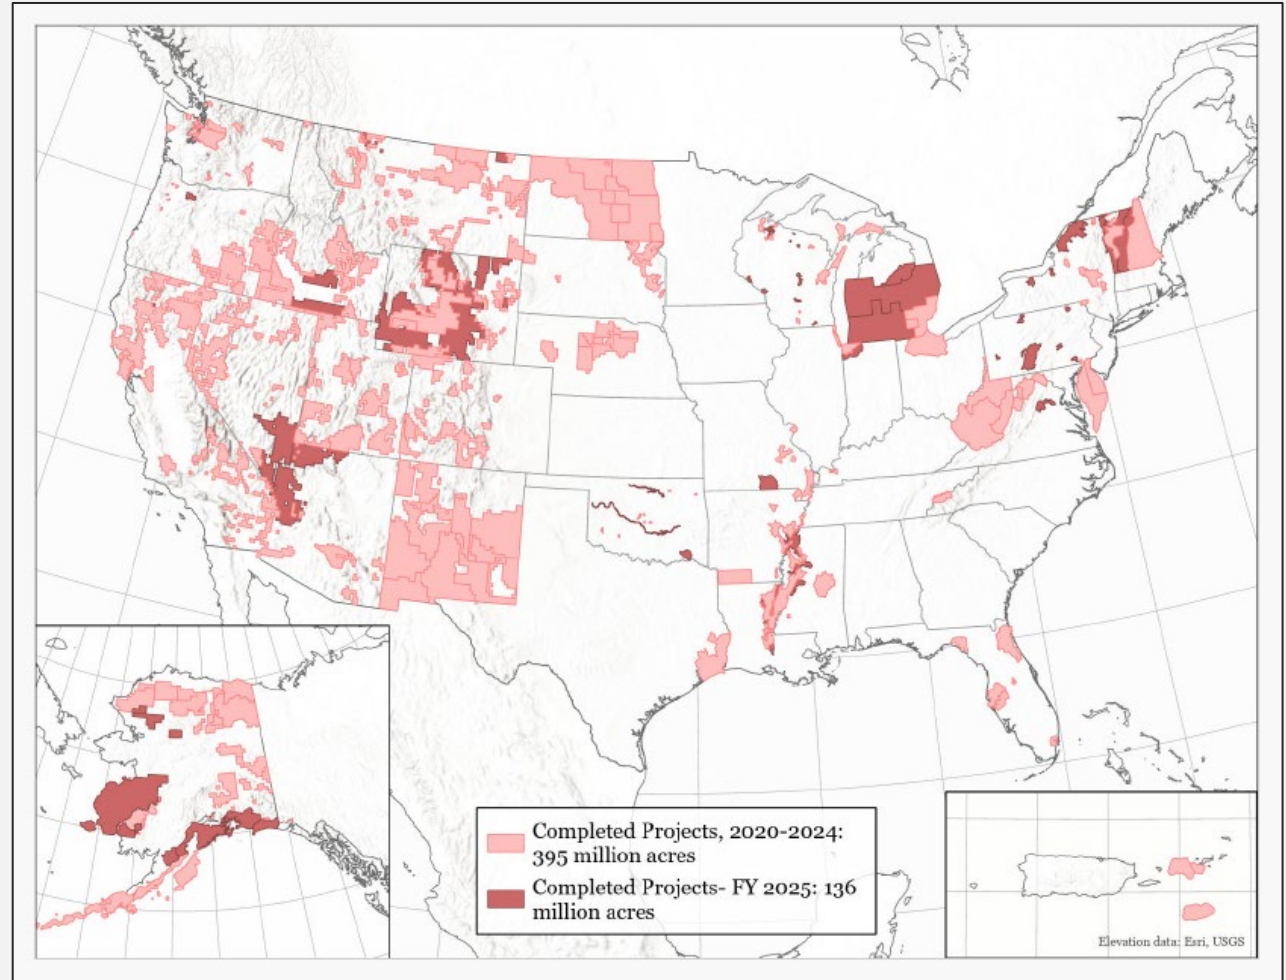 Completed Projects, 2020-2024:
395 million acres
Completed Projects- FY 2025: 136
million acres
Elevation data: Esri, USGS